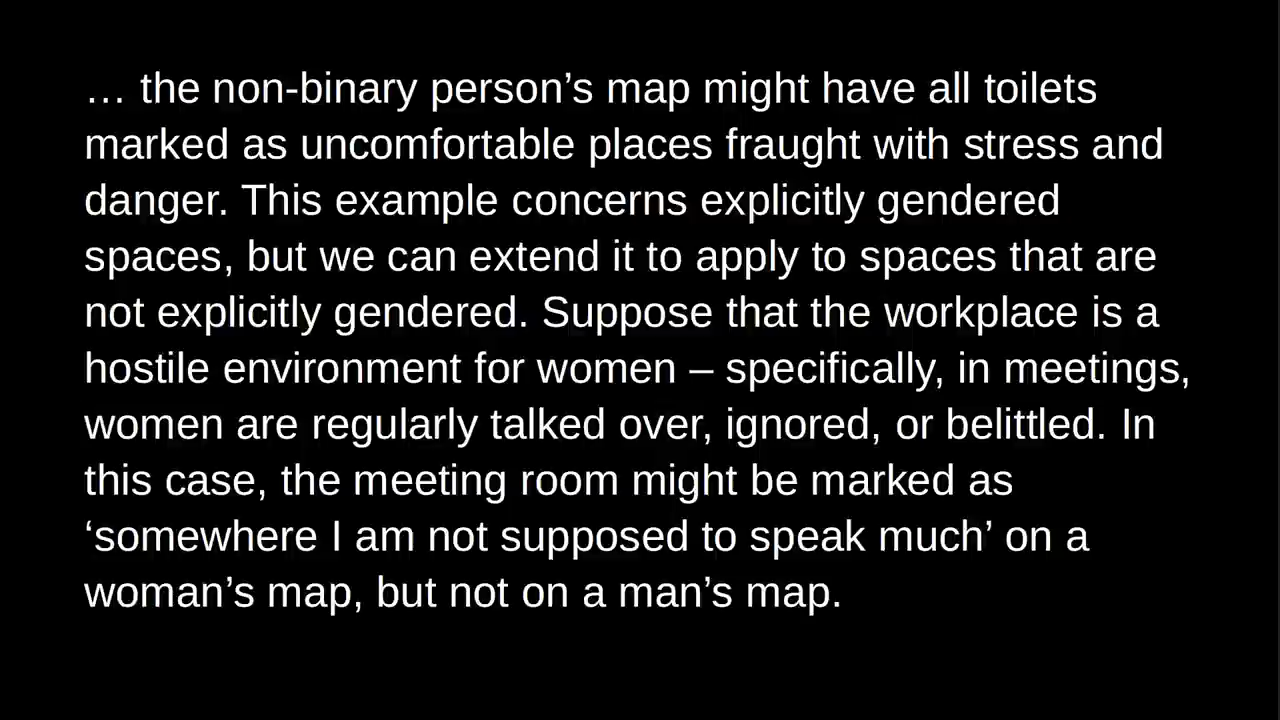 … the non-binary person’s map might have all toilets
marked as uncomfortable places fraught with stress and
danger. This example concerns explicitly gendered
spaces, but we can extend it to apply to spaces that are
not explicitly gendered. Suppose that the workplace is a
hostile environment for women – specifically, in meetings,
women are regularly talked over, ignored, or belittled. In
this case, the meeting room might be marked as
‘somewhere I am not supposed to speak much’ on a
woman’s map, but not on a man’s map.